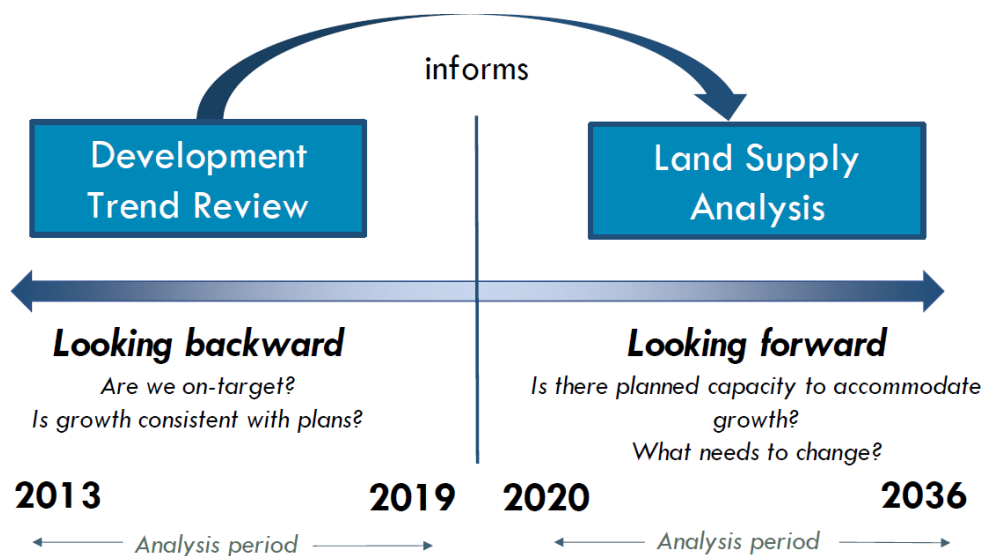 informs
Development
Trend Review
Land Supply
Analysis
Looking backward
Are we on-target?
Is growth consistent with plans?
Looking forward
Is there planned capacity to accommodate
growth?
What needs to change?
2013
2019
2020
2036
Analysis period
Analysis period